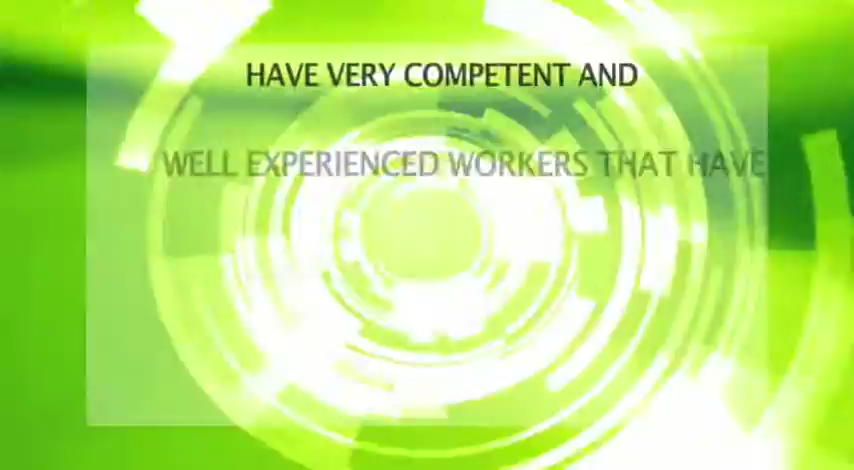 HAVE VERY COMPETENT AND
WELL EXPERIENCED WORKERS THAT HAVE